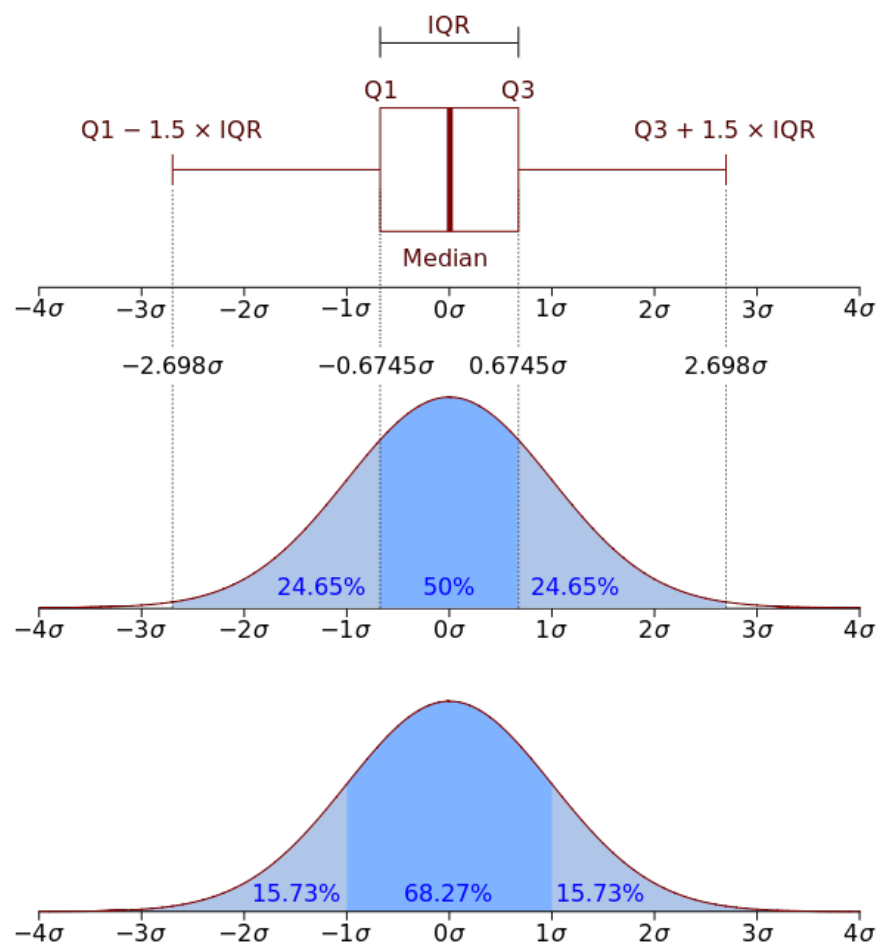 IQR
Q1 Q3
Q1 − 1.5 × IQR Q3 + 1.5 × IQR
Median
−4σ −3σ −2σ −1σ 0σ 1σ 2σ 3σ 4σ
−2.698σ −0.6745σ 0.6745σ 2.698σ
24.65% 50% 24.65%
−4σ −3σ −2σ −1σ 0σ 1σ 2σ 3σ 4σ
15.73% 68.27% 15.73%
−4σ −3σ −2σ −1σ 0σ 1σ 2σ 3σ 4σ